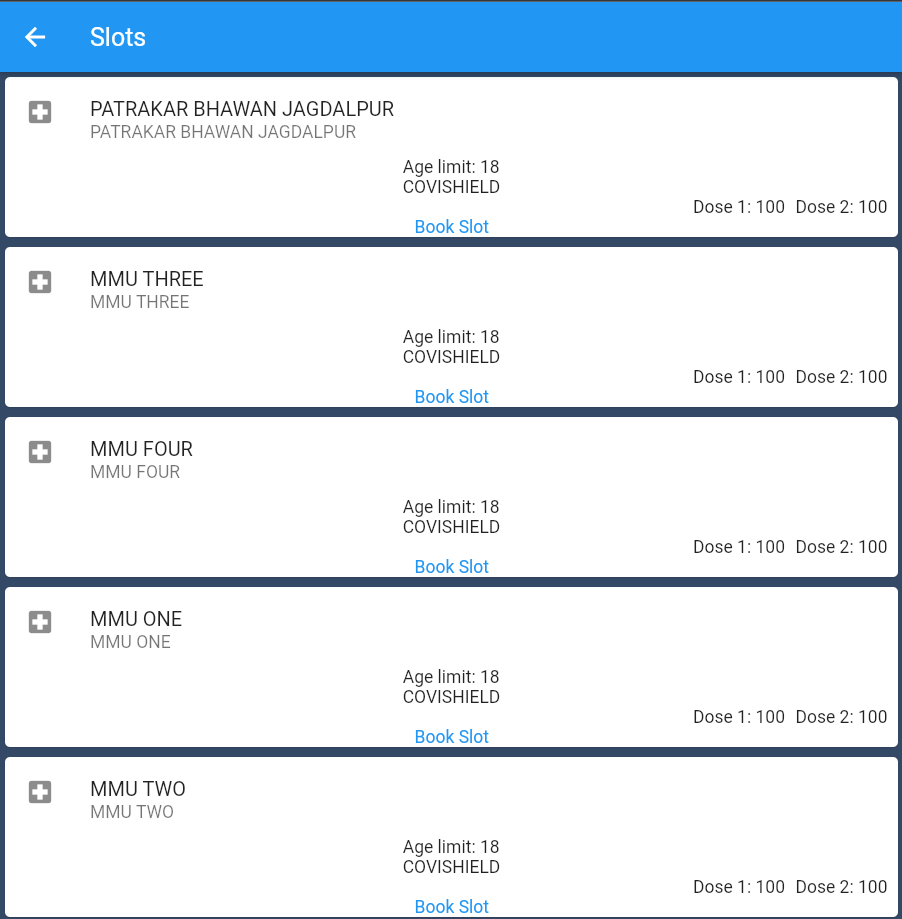 Slots
PATRAKAR BHAWAN JAGDALPUR
PATRAKAR BHAWAN JAGDALPUR
Age limit: 18
COVISHIELD
Dose 1: 100 Dose 2: 100
Book Slot
MMU THREE
MMU THREE
Age limit: 18
COVISHIELD
Dose 1: 100 Dose 2: 100
Book Slot
MMU FOUR
MMU FOUR
Age limit: 18
COVISHIELD
Dose 1: 100 Dose 2: 100
Book Slot
MMU ONE
MMU ONE
Age limit: 18
COVISHIELD
Dose 1: 100 Dose 2: 100
Book Slot
MMU TWO
MMU TWO
Age limit: 18
COVISHIELD
Dose 1: 100 Dose 2: 100
Book Slot